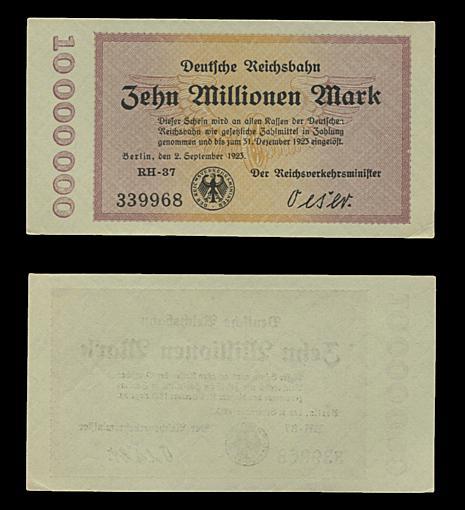 10000000
Deutsche Reichsbahn
Zehn Millionen Mark
Dieser Schein wird an allen Kassen der Deutschen
Reichsbahn wie gesetzliche Zahlmittel in Zahlung
genommen und bis zum 31. Dezember 1923 eingelöst.
Berlin, den 2. September 1923.
RH-37
Der Reichsverkehrsminister
339968
Oeser.